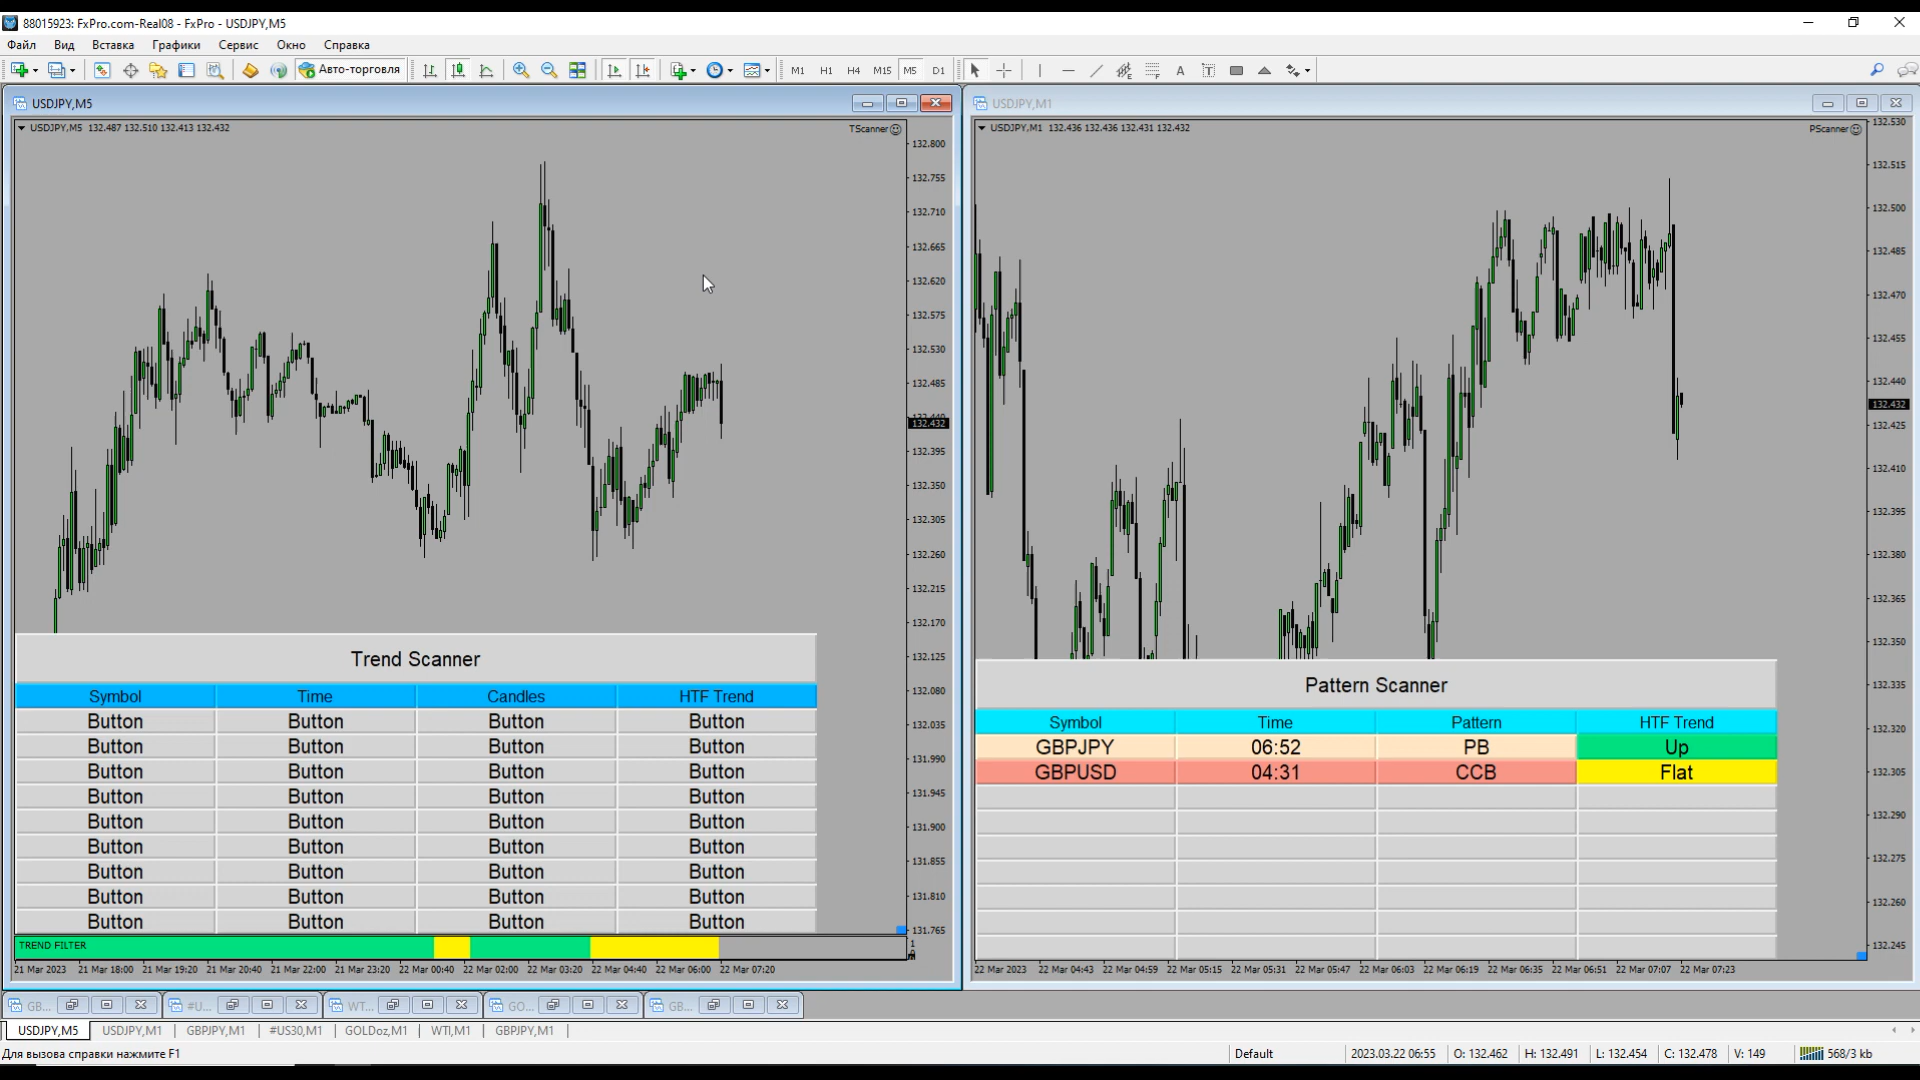 88015923: FxPro.com-Real08 - FxPro - USDJPY,M5
Файл Вид Вставка Графики Сервис Окно Справка
Авто-торговля M1 H1 H4 M15 M5 D1 A T
USDJPY,M5
USDJPY,M5 132.487 132.510 132.413 132.432 TScanner
132.800
132.755
132.710
132.665
132.620
132.575
132.530
132.485
132.440
132.432
132.395
132.350
132.305
132.260
132.215
132.170
132.125
132.080
132.035
131.990
131.945
131.900
131.855
131.810
131.765
Trend Scanner
Symbol Time Candles HTF Trend
Button Button Button Button
Button Button Button Button
Button Button Button Button
Button Button Button Button
Button Button Button Button
Button Button Button Button
Button Button Button Button
Button Button Button Button
Button Button Button Button
TREND FILTER 1
21 Mar 2023 21 Mar 18:00 21 Mar 19:20 21 Mar 20:40 21 Mar 22:00 21 Mar 23:20 22 Mar 00:40 22 Mar 02:00 22 Mar 03:20 22 Mar 04:40 22 Mar 06:00 22 Mar 07:20
USDJPY,M1
USDJPY,M1 132.436 132.436 132.431 132.432 PScanner
132.530
132.515
132.500
132.485
132.470
132.455
132.440
132.432
132.425
132.410
132.395
132.380
132.365
132.350
132.335
132.320
132.305
132.290
132.275
132.260
132.245
Pattern Scanner
Symbol Time Pattern HTF Trend
GBPJPY 06:52 PB Up
GBPUSD 04:31 CCB Flat
22 Mar 2023 22 Mar 04:43 22 Mar 04:59 22 Mar 05:15 22 Mar 05:31 22 Mar 05:47 22 Mar 06:03 22 Mar 06:19 22 Mar 06:35 22 Mar 06:51 22 Mar 07:07 22 Mar 07:23
GB... #U... WT... GO... GB...
USDJPY,M5 USDJPY,M1 GBPJPY,M1 #US30,M1 GOLDoz,M1 WTI,M1 GBPJPY,M1
Для вызова справки нажмите F1 Default 2023.03.22 06:55 O: 132.462 H: 132.491 L: 132.454 C: 132.478 V: 149 568/3 kb